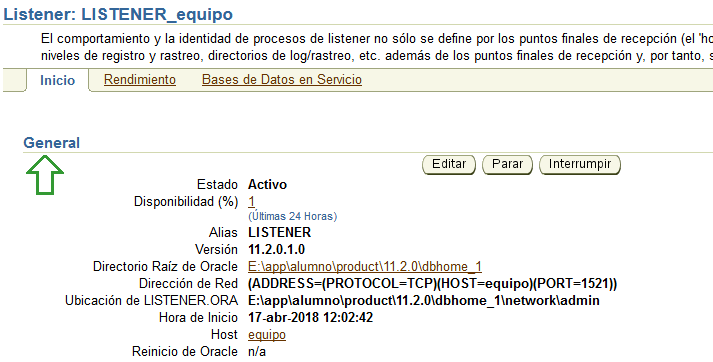 Listener: LISTENER_equipo
El comportamiento y la identidad de procesos de listener no sólo se define por los puntos finales de recepción (el 'ho
niveles de registro y rastreo, directorios de log/rastreo, etc. además de los puntos finales de recepción y, por tanto, s
Inicio Rendimiento Bases de Datos en Servicio
General
Editar Parar Interrumpir
Estado Activo
Disponibilidad (%) 1
(Últimas 24 Horas)
Alias LISTENER
Versión 11.2.0.1.0
Directorio Raíz de Oracle E:\app\alumno\product\11.2.0\dbhome_1
Dirección de Red (ADDRESS=(PROTOCOL=TCP)(HOST=equipo)(PORT=1521))
Ubicación de LISTENER.ORA E:\app\alumno\product\11.2.0\dbhome_1\network\admin
Hora de Inicio 17-abr-2018 12:02:42
Host equipo
Reinicio de Oracle n/a